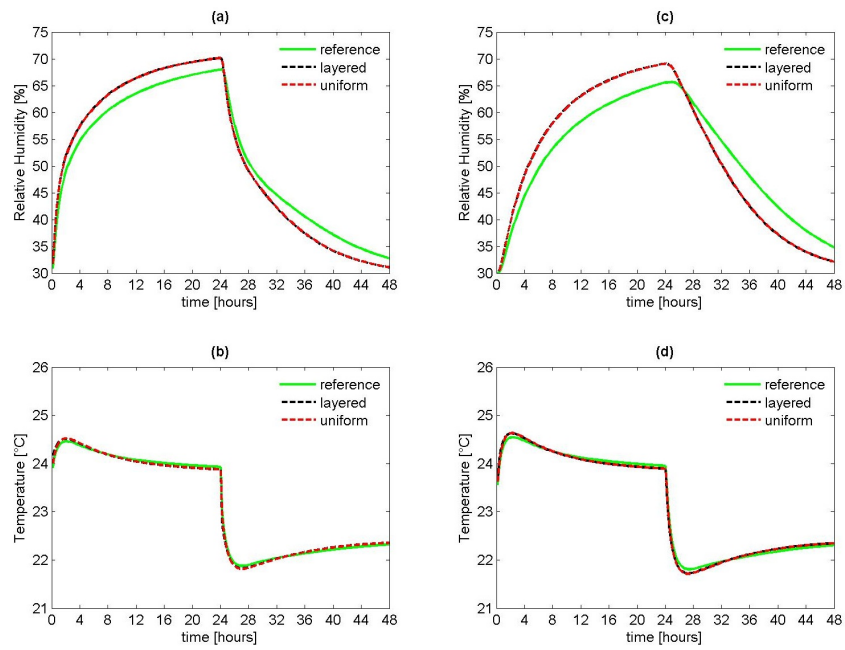 (a)
75
70
65
60
55
50
45
40
35
30
Relative Humidity [%]
reference
layered
uniform
0 4 8 12 16 20 24 28 32 36 40 44 48
time [hours]
(c)
75
70
65
60
55
50
45
40
35
30
Relative Humidity [%]
reference
layered
uniform
0 4 8 12 16 20 24 28 32 36 40 44 48
time [hours]
(b)
26
25
24
23
22
21
Temperature [°C]
reference
layered
uniform
0 4 8 12 16 20 24 28 32 36 40 44 48
time [hours]
(d)
26
25
24
23
22
21
Temperature [°C]
reference
layered
uniform
0 4 8 12 16 20 24 28 32 36 40 44 48
time [hours]